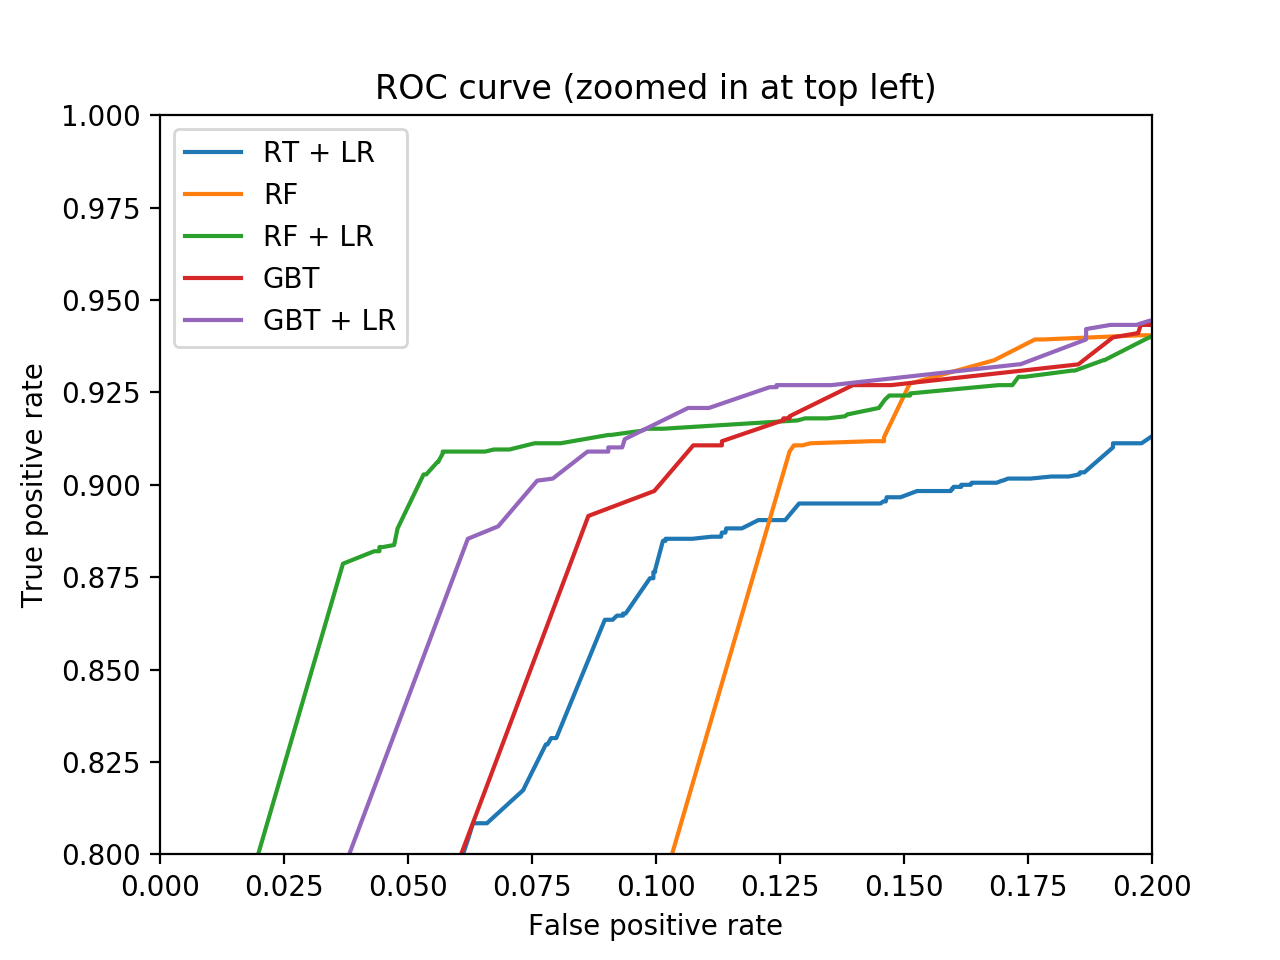 ROC curve (zoomed in at top left)
1.000
0.975
0.950
0.925
0.900
0.875
0.850
0.825
0.800
True positive rate
RT + LR
RF
RF + LR
GBT
GBT + LR
0.000 0.025 0.050 0.075 0.100 0.125 0.150 0.175 0.200
False positive rate